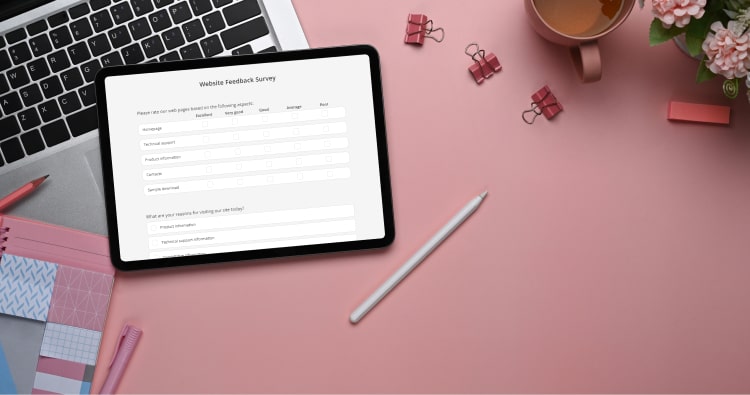 Website Feedback Survey
Please rate our web pages based on the following aspects:
Excellent Very good Good Average Poor
Homepage
Technical support
Product information
Contacts
Sample download
What are your reasons for visiting our site today?
Product information
Technical support information